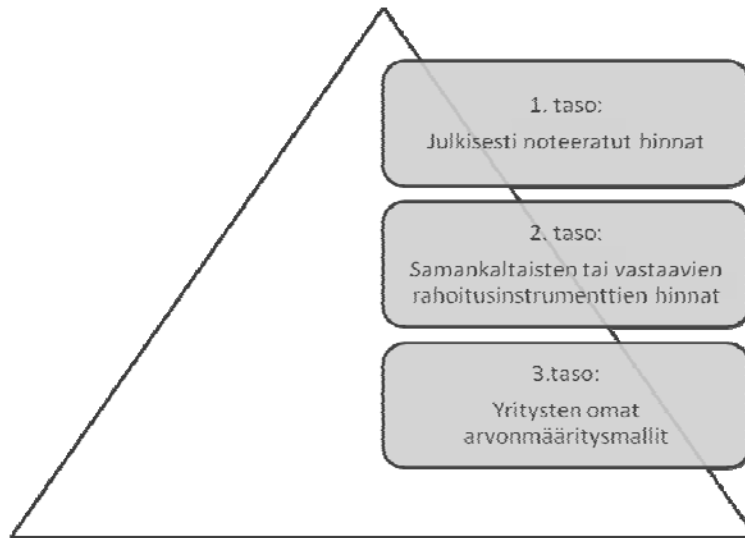 1. taso:
Julkisesti noteeratut hinnat
2. taso:
Samankaltaisten tai vastaavien
rahoitusinstrumenttien hinnat
3.taso:
Yritysten omat
arvonmääritysmallit